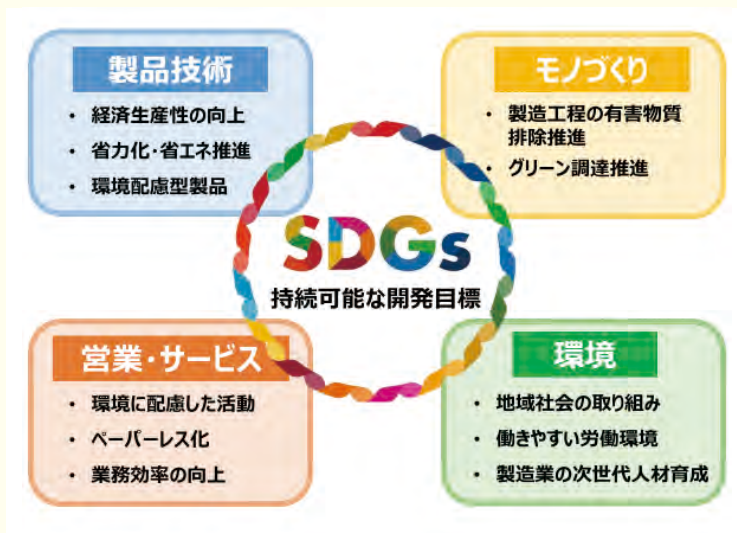 製品技術
・ 経済生産性の向上
・ 省力化・省エネ推進
・ 環境配慮型製品
モノづくり
・ 製造工程の有害物質
排除推進
・ グリーン調達推進
SDGs
持続可能な開発目標
営業・サービス
・ 環境に配慮した活動
・ ペーパーレス化
・ 業務効率の向上
環境
・ 地域社会の取り組み
・ 働きやすい労働環境
・ 製造業の次世代人材育成